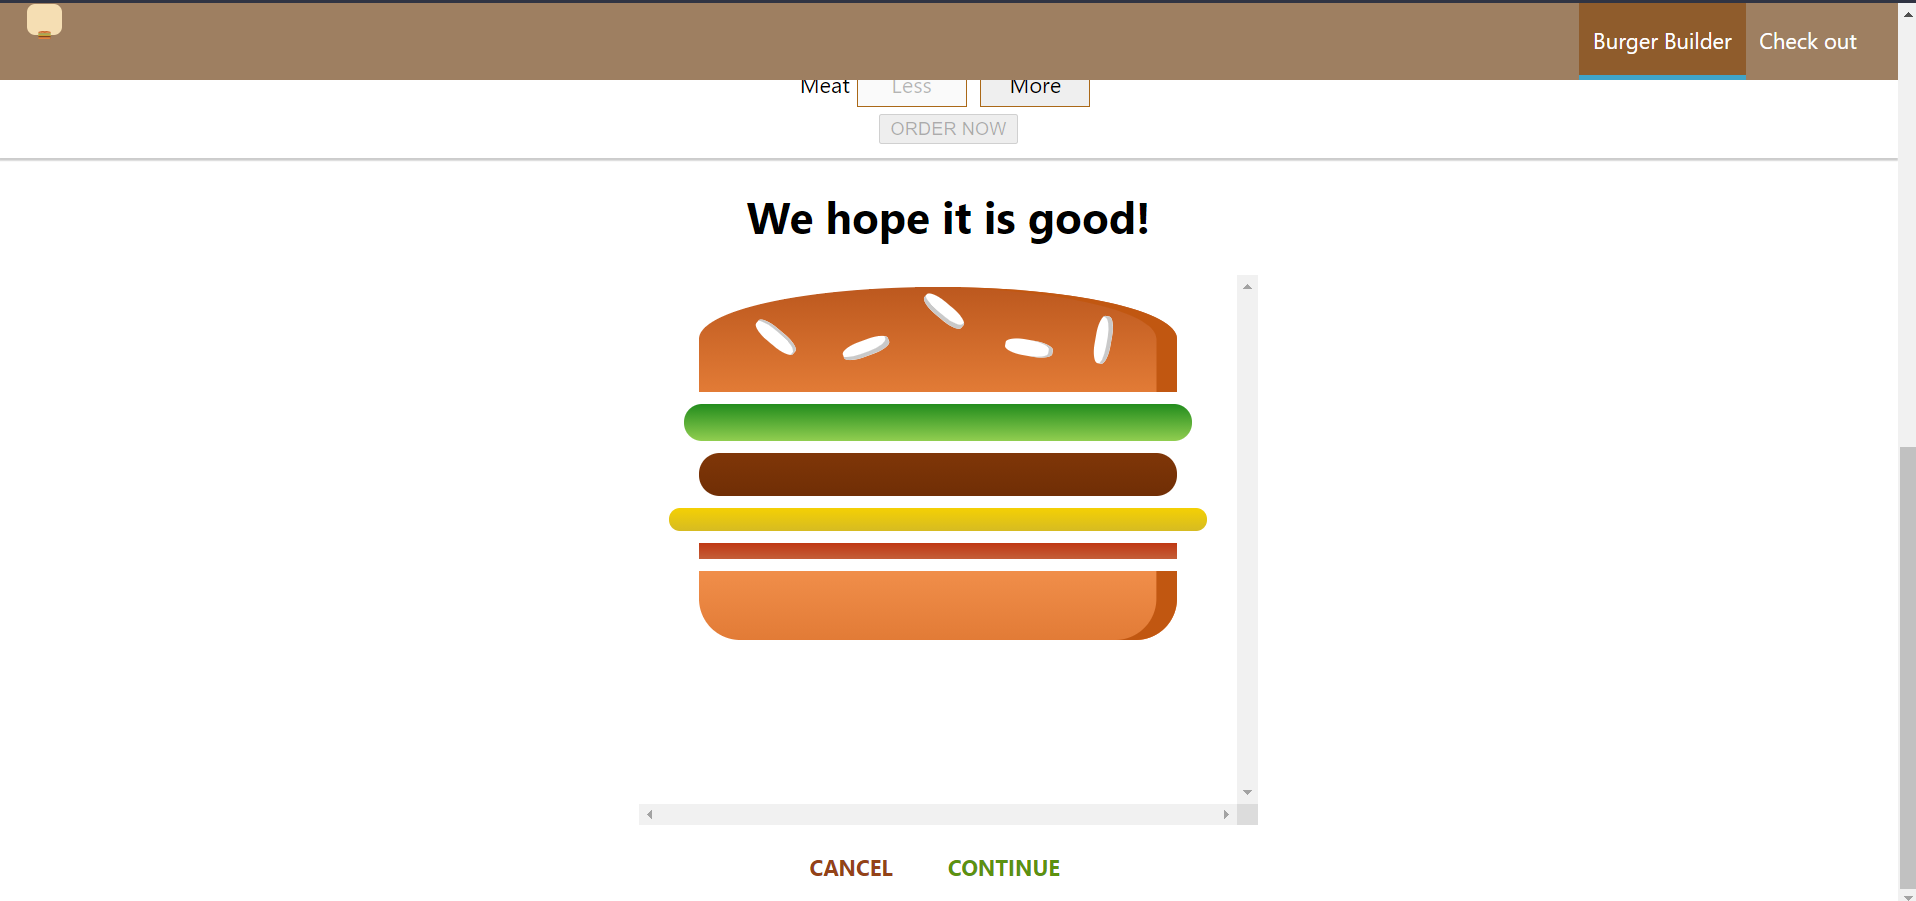 Burger Builder Check out
Meat Less More
ORDER NOW
We hope it is good!
CANCEL CONTINUE